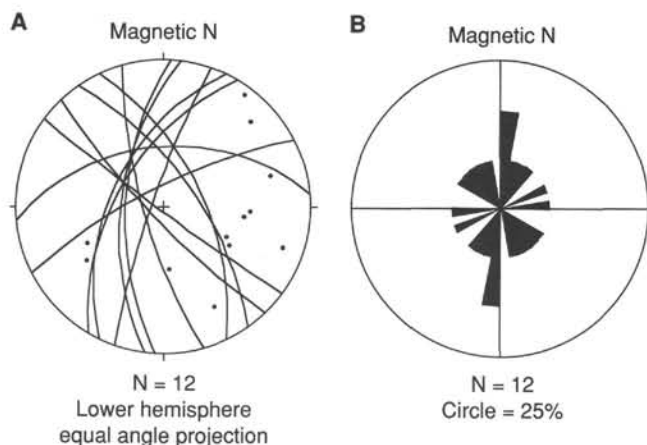 A
Magnetic N
N = 12
Lower hemisphere
equal angle projection
B
Magnetic N
N = 12
Circle = 25%